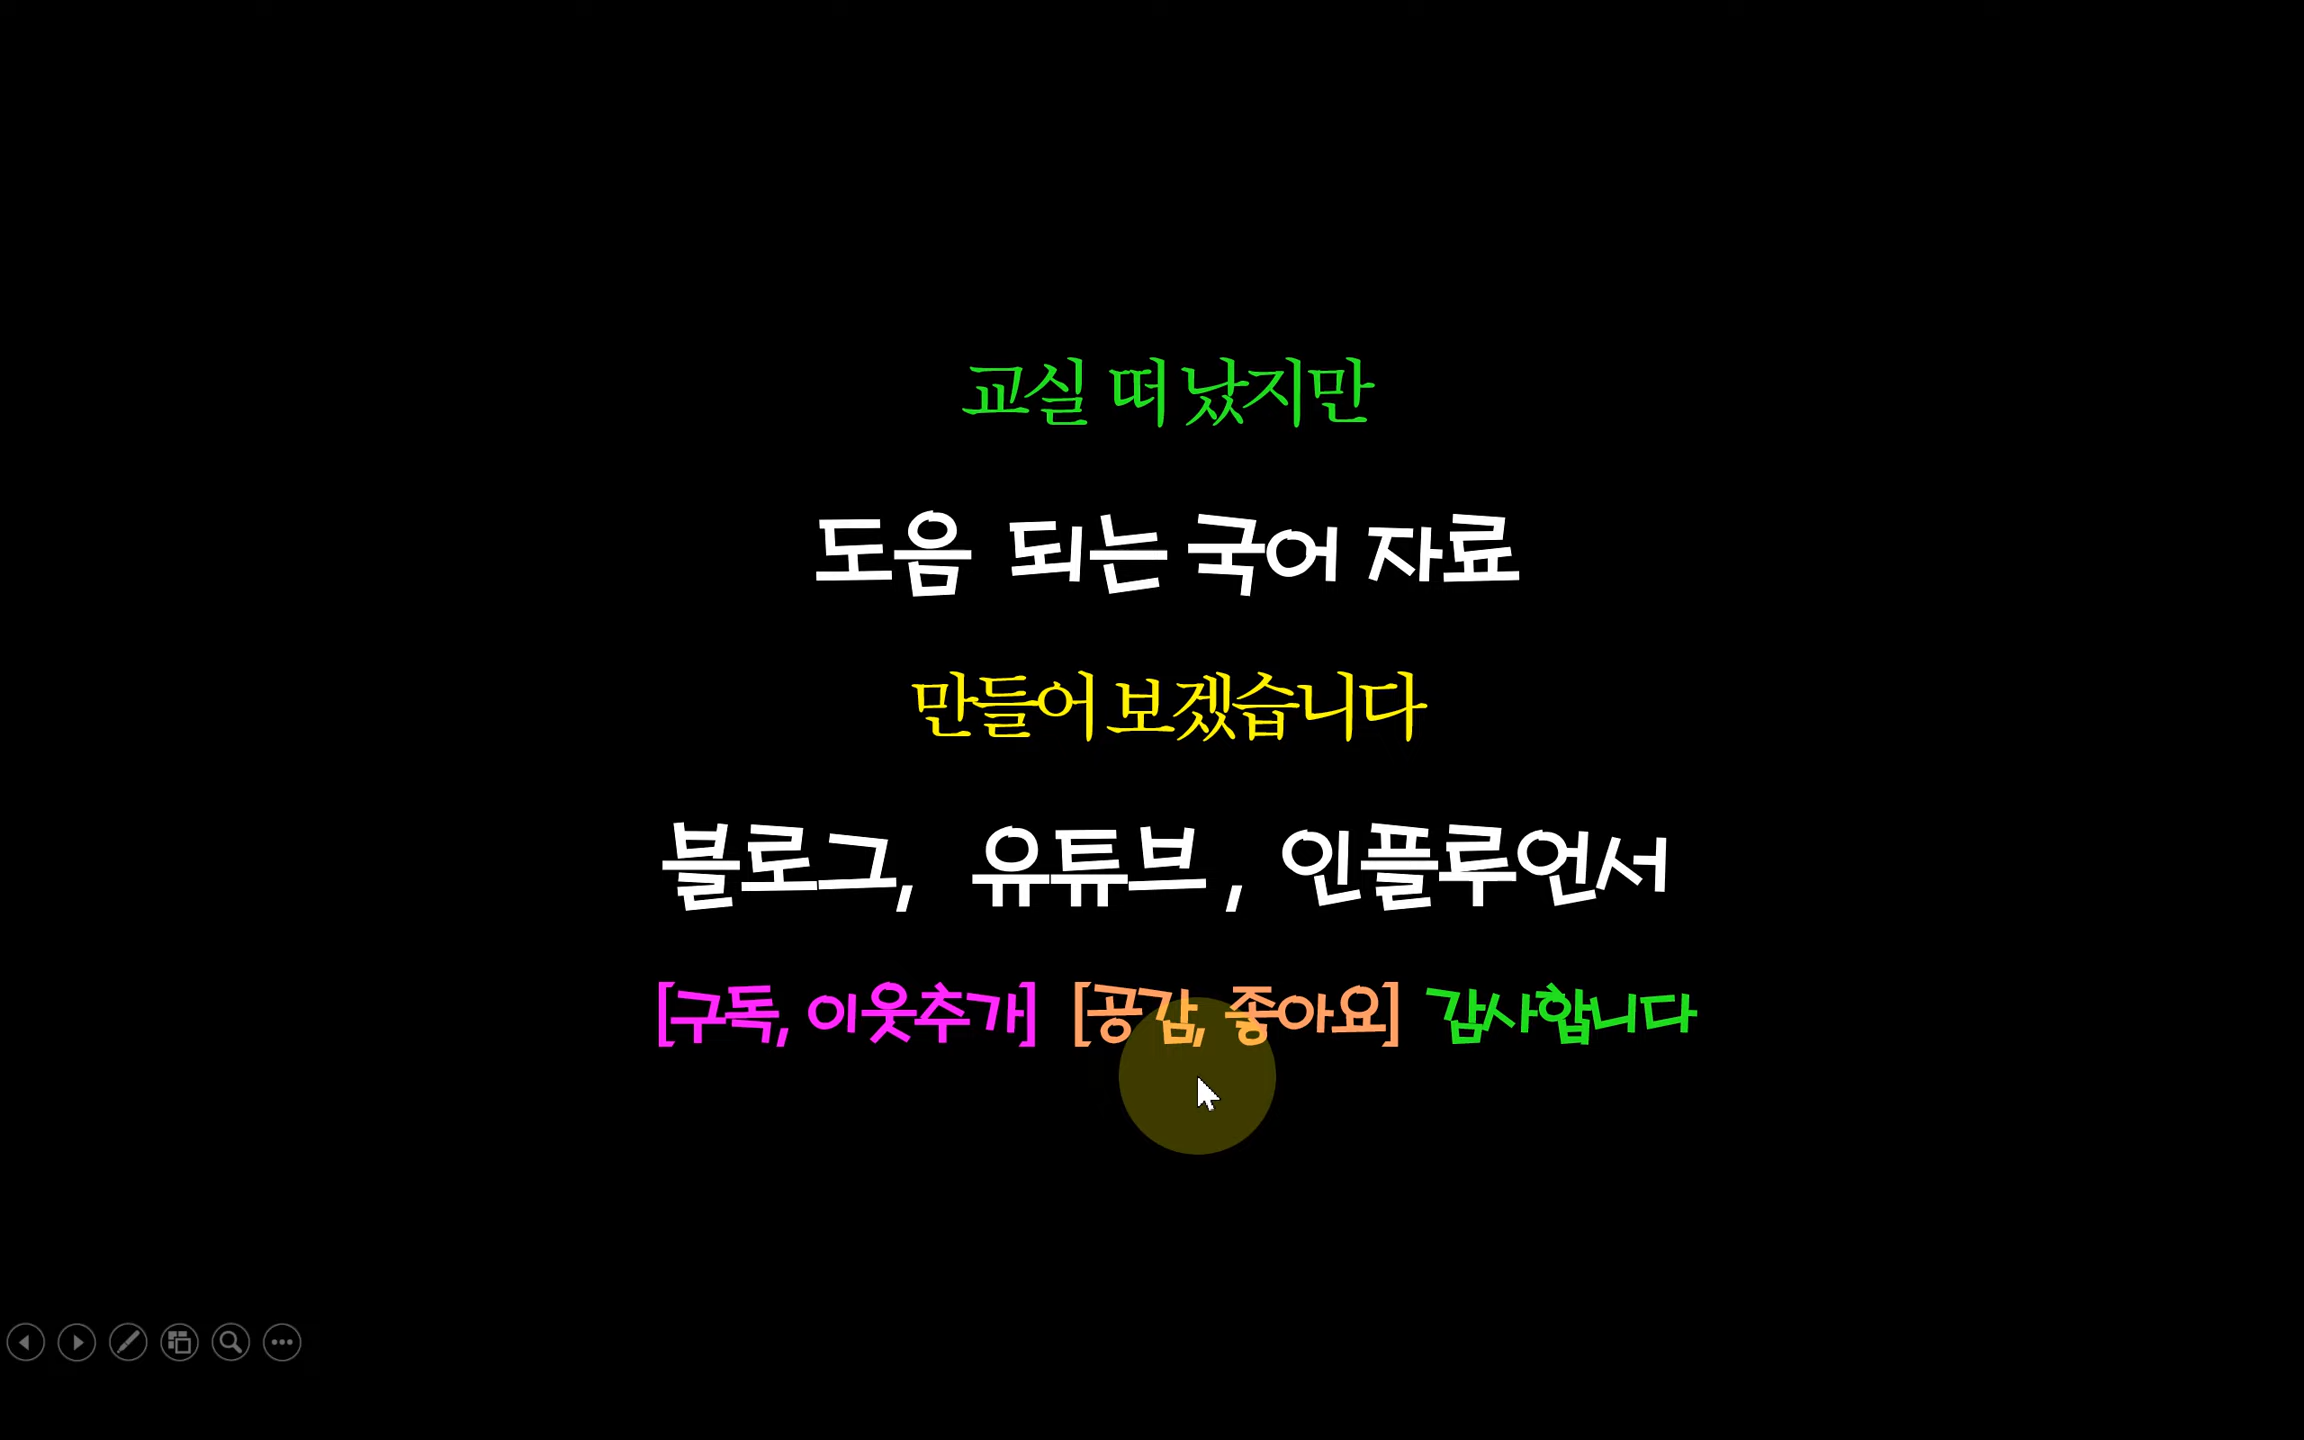 교실 떠났지만
도움 되는 국어 자료
만들어 보겠습니다
블로그, 유튜브, 인플루언서
[구독, 이웃추가] [공감, 좋아요] 감사합니다